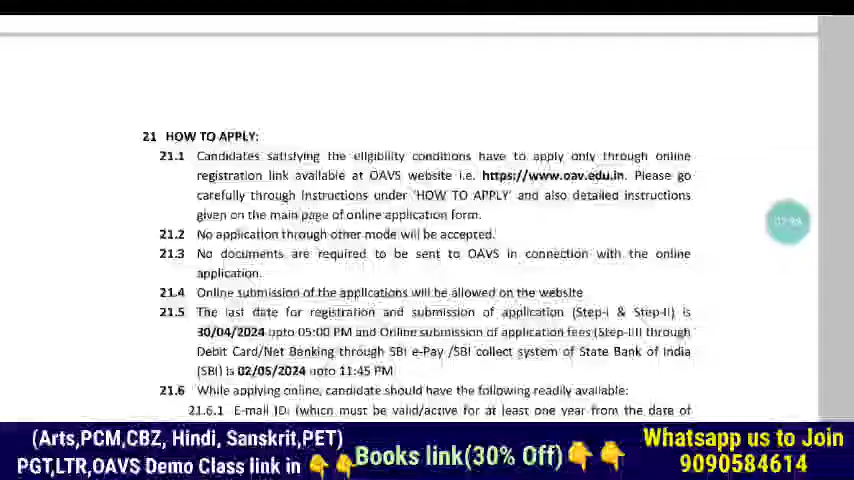 21 HOW TO APPLY:
21.1 Candidates satisfying the eligibility conditions have to apply only through online
registration link available at OAVS website i.e. https://www.oav.edu.in. Please go
carefully through Instructions under 'HOW TO APPLY' and also detailed instructions
given on the main page of online application form.
21.2 No application through other mode will be accepted.
21.3 No documents are required to be sent to OAVS in connection with the online
application.
21.4 Online submission of the applications will be allowed on the website
21.5 The last date for registration and submission of application (Step-I & Step-II) is
30/04/2024 upto 05:00 PM and Online submission of application fees (Step-III) through
Debit Card/Net Banking through SBI e-Pay /SBI collect system of State Bank of India
(SBI) is 02/05/2024 upto 11:45 PM
21.6 While applying online, candidate should have the following readily available:
21.6.1 E-mail ID: (which must be valid/active for at least one year from the date of
(Arts,PCM,CBZ, Hindi, Sanskrit,PET)
PGT,LTR,OAVS Demo Class link in 👇👇
Books link(30% Off)👇👇
Whatsapp us to Join
9090584614